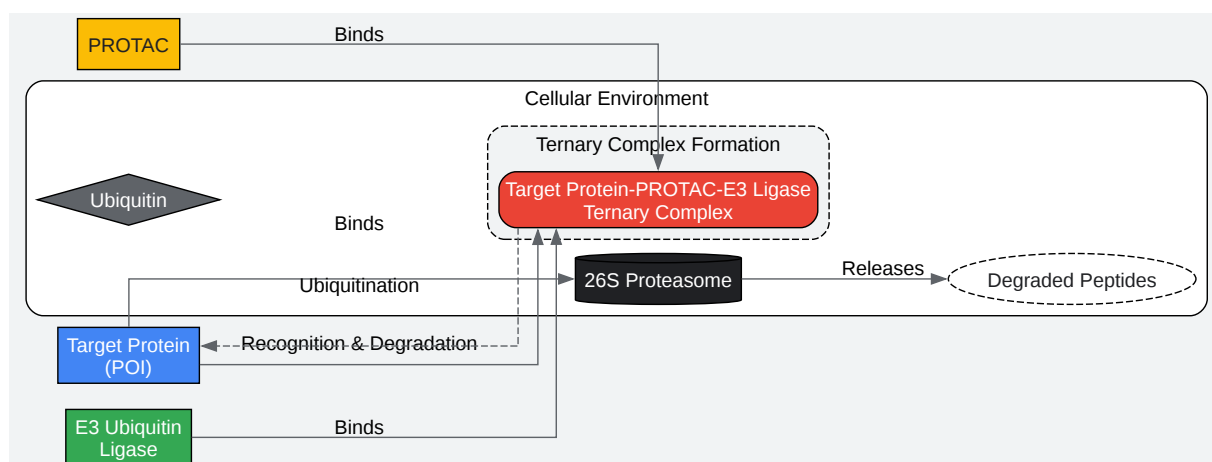 PROTAC
Binds
Cellular Environment
Ternary Complex Formation
Target Protein-PROTAC-E3 Ligase
Ternary Complex
Ubiquitin
Binds
Ubiquitination
26S Proteasome
Releases
Degraded Peptides
Target Protein
(POI)
Recognition & Degradation
E3 Ubiquitin
Ligase
Binds